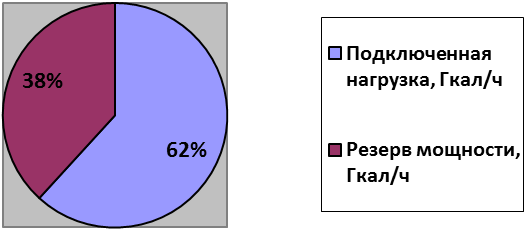 38%
62%
Подключенная
нагрузка, Гкал/ч
Резерв мощности,
Гкал/ч